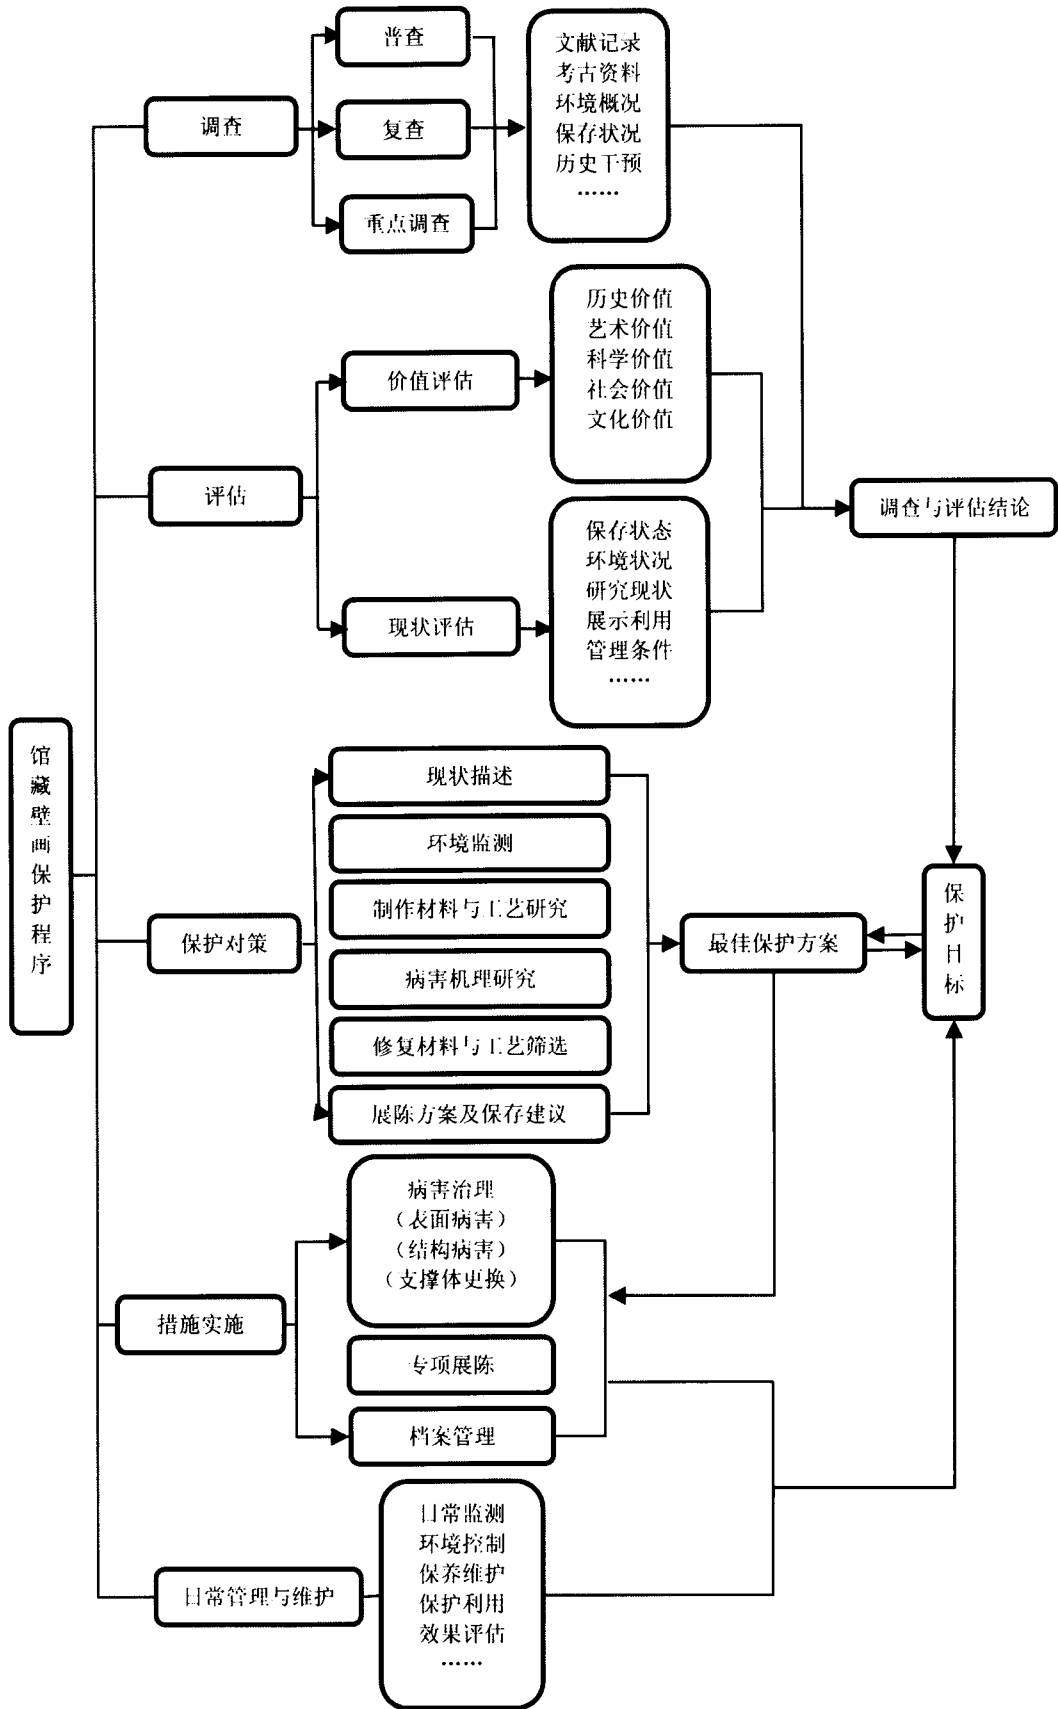 普查
复查
重点调查
调查
文献记录
考古资料
环境概况
保存状况
历史干预
……
评估
价值评估
历史价值
艺术价值
科学价值
社会价值
文化价值
现状评估
保存状态
环境状况
研究现状
展示利用
管理条件
……
调查与评估结论
馆藏壁画保护程序
保护对策
现状描述
环境监测
制作材料与工艺研究
病害机理研究
修复材料与工艺筛选
展陈方案及保存建议
最佳保护方案
保护目标
措施实施
病害治理
（表面病害）
（结构病害）
（支撑体更换）
专项展陈
档案管理
日常管理与维护
日常监测
环境控制
保养维护
保护利用
效果评估
……